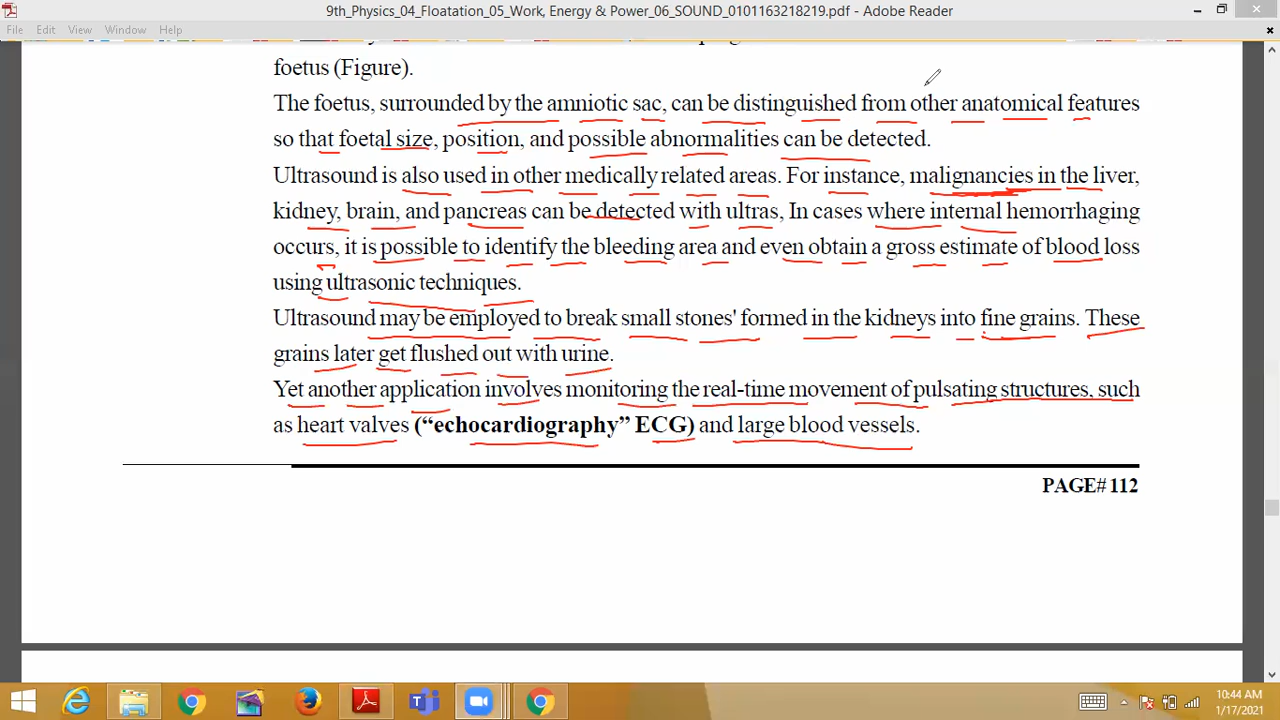 9th_Physics_04_Floatation_05_Work, Energy & Power_06_SOUND_0101163218219.pdf - Adobe Reader
File Edit View Window Help
foetus (Figure).
The foetus, surrounded by the amniotic sac, can be distinguished from other anatomical features
so that foetal size, position, and possible abnormalities can be detected.
Ultrasound is also used in other medically related areas. For instance, malignancies in the liver,
kidney, brain, and pancreas can be detected with ultras, In cases where internal hemorrhaging
occurs, it is possible to identify the bleeding area and even obtain a gross estimate of blood loss
using ultrasonic techniques.
Ultrasound may be employed to break small stones' formed in the kidneys into fine grains. These
grains later get flushed out with urine.
Yet another application involves monitoring the real-time movement of pulsating structures, such
as heart valves (“echocardiography” ECG) and large blood vessels.
PAGE# 112
10:44 AM
1/17/2021